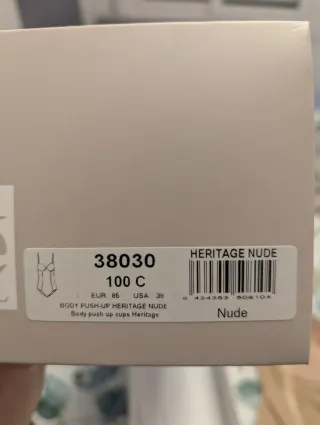 38030
100 C
EUR 85 USA 38
BODY PUSH-UP HERITAGE NUDE
Body push up cups Heritage
HERITAGE NUDE
Nude